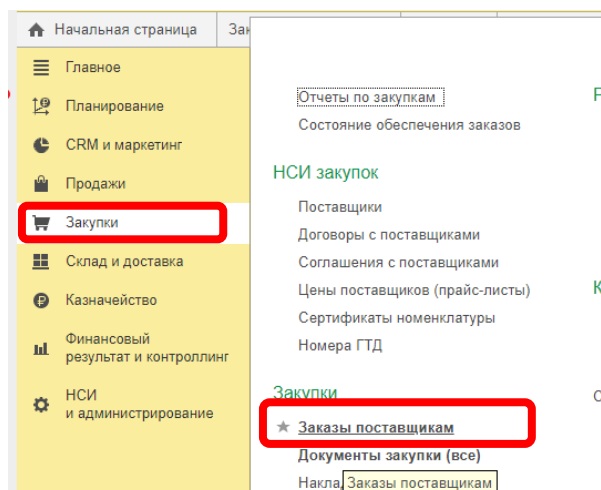 Начальная страница
Зак
Главное
Планирование
CRM и маркетинг
Продажи
Закупки
Склад и доставка
Казначейство
Финансовый
результат и контроллинг
НСИ
и администрирование
Отчеты по закупкам
Состояние обеспечения заказов
НСИ закупок
Поставщики
Договоры с поставщиками
Соглашения с поставщиками
Цены поставщиков (прайс-листы)
Сертификаты номенклатуры
Номера ГТД
Закупки
Заказы поставщикам
Документы закупки (все)
Накла
Заказы поставщикам